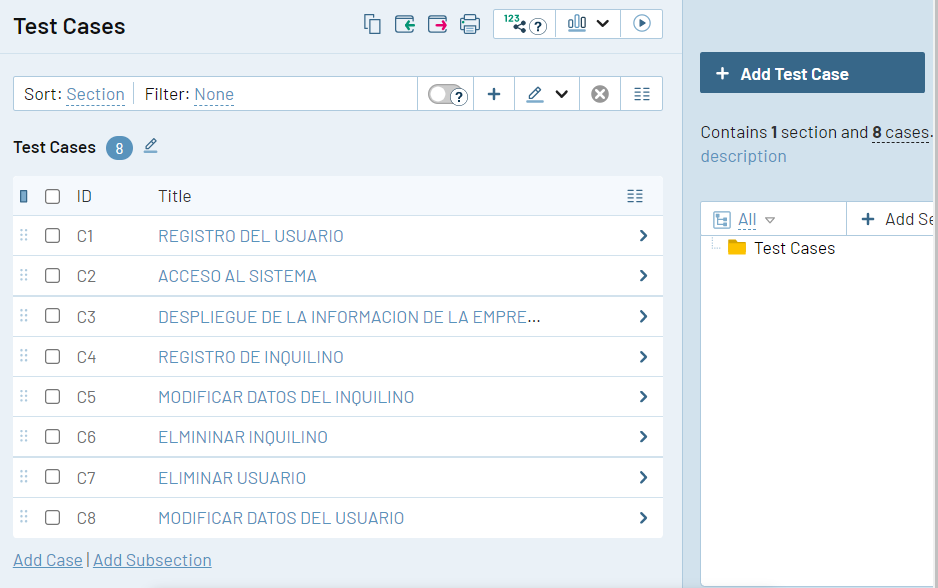 Test Cases
123 ?
Sort: Section Filter: None
?
Test Cases 8
ID Title
C1 REGISTRO DEL USUARIO
C2 ACCESO AL SISTEMA
C3 DESPLIEGUE DE LA INFORMACION DE LA EMPRE...
C4 REGISTRO DE INQUILINO
C5 MODIFICAR DATOS DEL INQUILINO
C6 ELMININAR INQUILINO
C7 ELIMINAR USUARIO
C8 MODIFICAR DATOS DEL USUARIO
Add Case | Add Subsection
+ Add Test Case
Contains 1 section and 8 cases.
description
All + Add Se
Test Cases